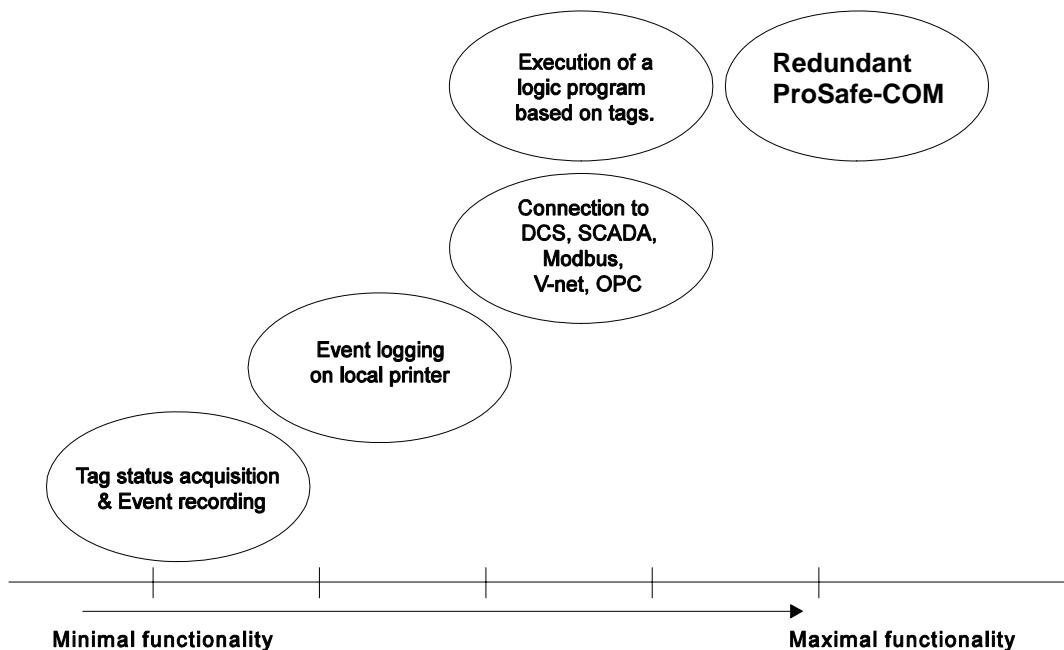 Execution of a
logic program
based on tags.
Redundant
ProSafe-COM
Connection to
DCS, SCADA,
Modbus,
V-net, OPC
Event logging
on local printer
Tag status acquisition
& Event recording
Minimal functionality
Maximal functionality